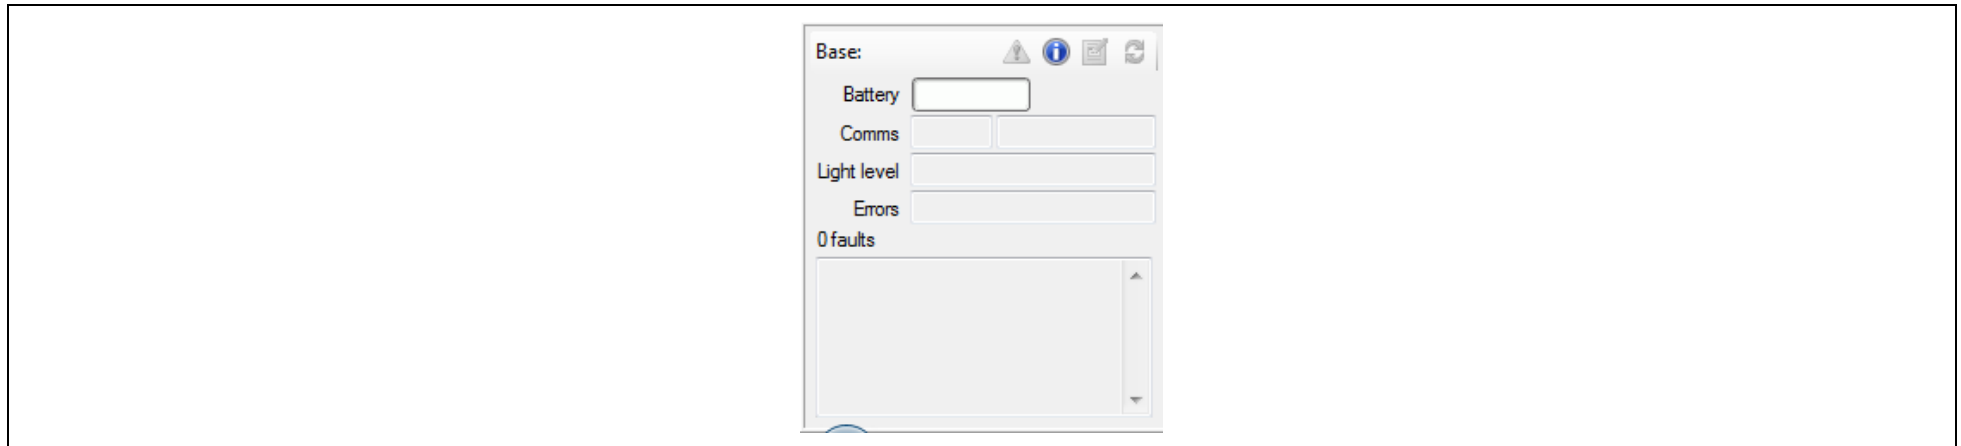 Base:
Battery
Comms
Light level
Errors
0 faults